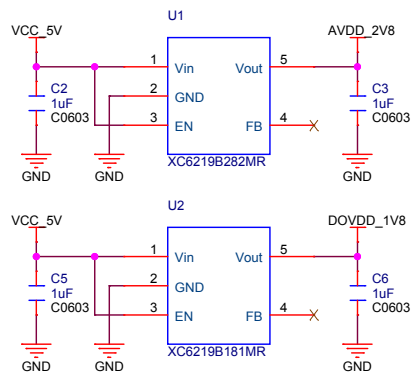 U1
VCC_5V
AVDD_2V8
1
Vin
Vout
5
C2
1uF
C0603
2
GND
3
EN
FB
4
C3
1uF
C0603
XC6219B282MR
GND
GND
GND
U2
VCC_5V
DOVDD_1V8
1
Vin
Vout
5
C5
1uF
C0603
2
GND
3
EN
FB
4
C6
1uF
C0603
XC6219B181MR
GND
GND
GND